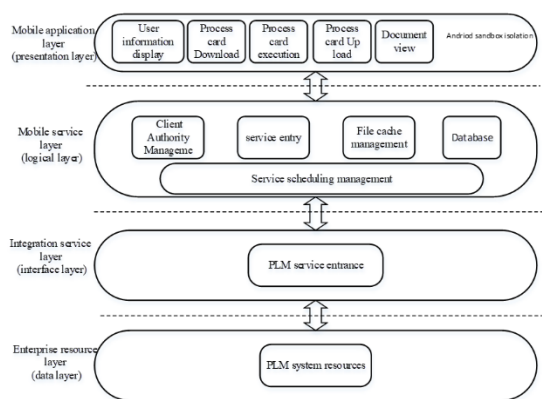 Mobile application
layer
(presentation layer)
User
information
display
Process
card
Download
Process
card
execution
Process
card Up
load
Document
view
Andriod sandbox isolation
Mobile service
layer
(logical layer)
Client
Authority
Manageme
service entry
File cache
management
Database
Service scheduling management
Integration service
layer
(interface layer)
PLM service entrance
Enterprise resource
layer
(data layer)
PLM system resources